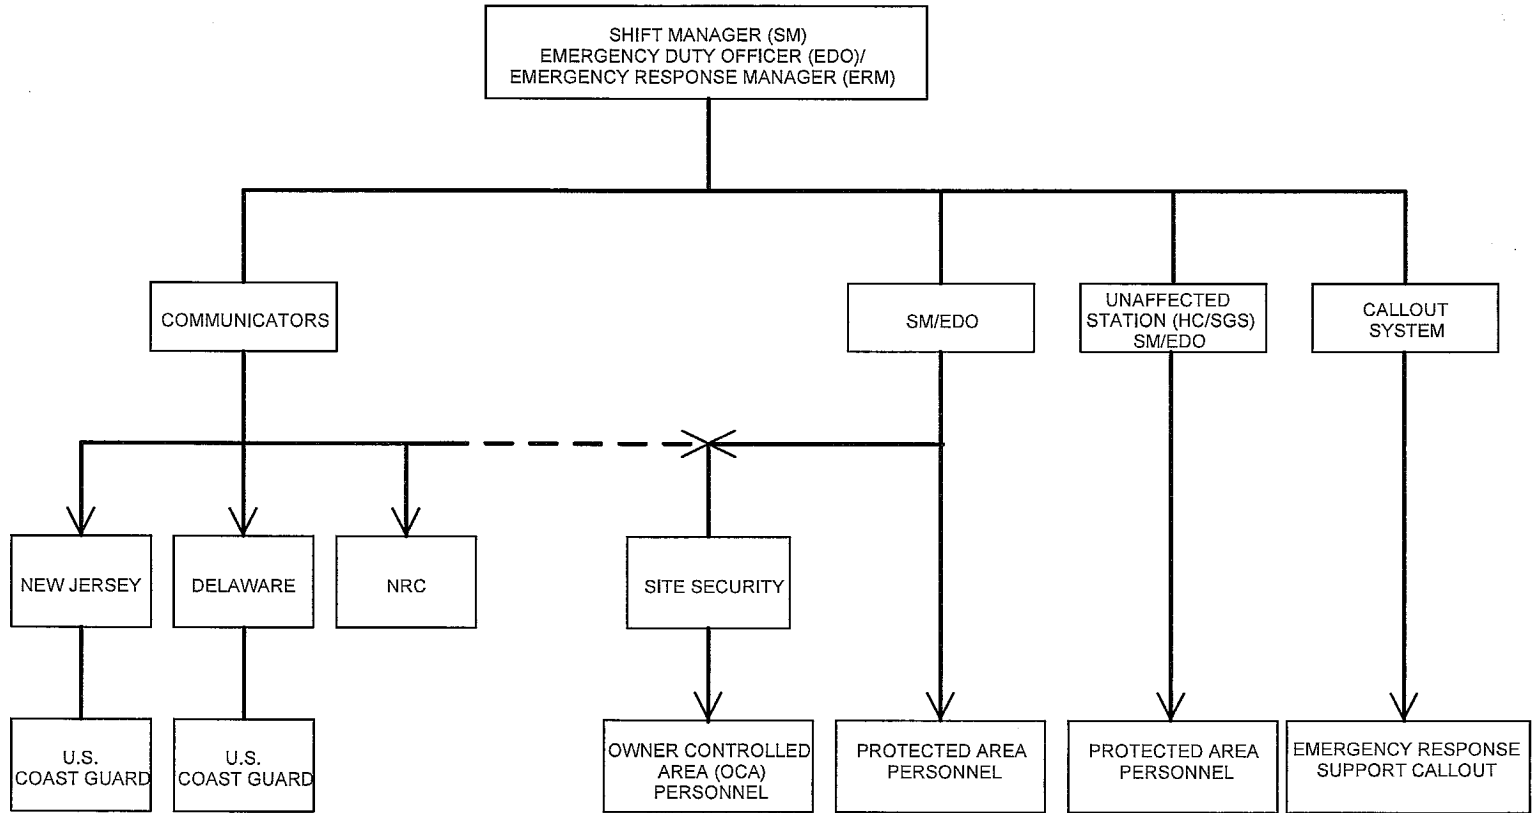 SHIFT MANAGER (SM)
EMERGENCY DUTY OFFICER (EDO)/
EMERGENCY RESPONSE MANAGER (ERM)
COMMUNICATORS
SM/EDO
UNAFFECTED
STATION (HC/SGS)
SM/EDO
CALLOUT
SYSTEM
NEW JERSEY
DELAWARE
NRC
SITE SECURITY
U.S.
COAST GUARD
U.S.
COAST GUARD
OWNER CONTROLLED
AREA (OCA)
PERSONNEL
PROTECTED AREA
PERSONNEL
PROTECTED AREA
PERSONNEL
EMERGENCY RESPONSE
SUPPORT CALLOUT